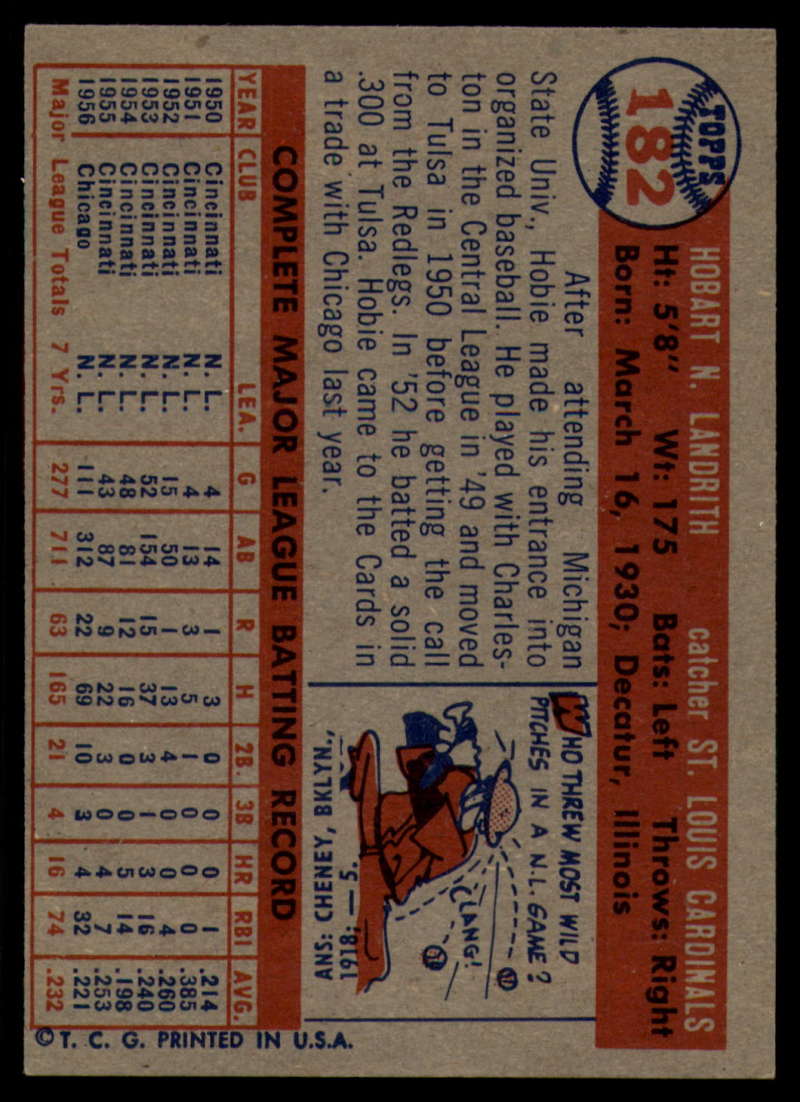 TOPPS
182
HOBART N. LANDRITH catcher ST. LOUIS CARDINALS
Ht: 5'8" Wt: 175 Bats: Left Throws: Right
Born: March 16, 1930; Decatur, Illinois
After attending Michigan
State Univ., Hobie made his entrance into
organized baseball. He played with Charles-
ton in the Central League in '49 and moved
to Tulsa in 1950 before getting the call
from the Redlegs. In '52 he batted a solid
.300 at Tulsa. Hobie came to the Cards in
a trade with Chicago last year.
WHO THREW MOST WILD
PITCHES IN A N.L. GAME?
CLANG!
ANS: CHENEY, BKLYN.,
1918. — 5.
COMPLETE MAJOR LEAGUE BATTING RECORD
YEAR CLUB LEA. G AB R H 2B. 3B HR RBI AVG.
1950 Cincinnati N. L. 4 14 1 3 0 0 0 1 .214
1951 Cincinnati N. L. 4 13 3 5 1 0 0 0 .385
1952 Cincinnati N. L. 15 50 1 13 4 0 0 4 .260
1953 Cincinnati N. L. 52 154 15 37 3 1 3 16 .240
1954 Cincinnati N. L. 48 81 12 16 0 0 5 14 .198
1955 Cincinnati N. L. 43 87 9 22 3 0 4 7 .253
1956 Chicago N. L. 111 312 22 69 10 3 4 32 .221
Major League Totals 7 Yrs. 277 711 63 165 21 4 16 74 .232
© T. C. G. PRINTED IN U.S.A.